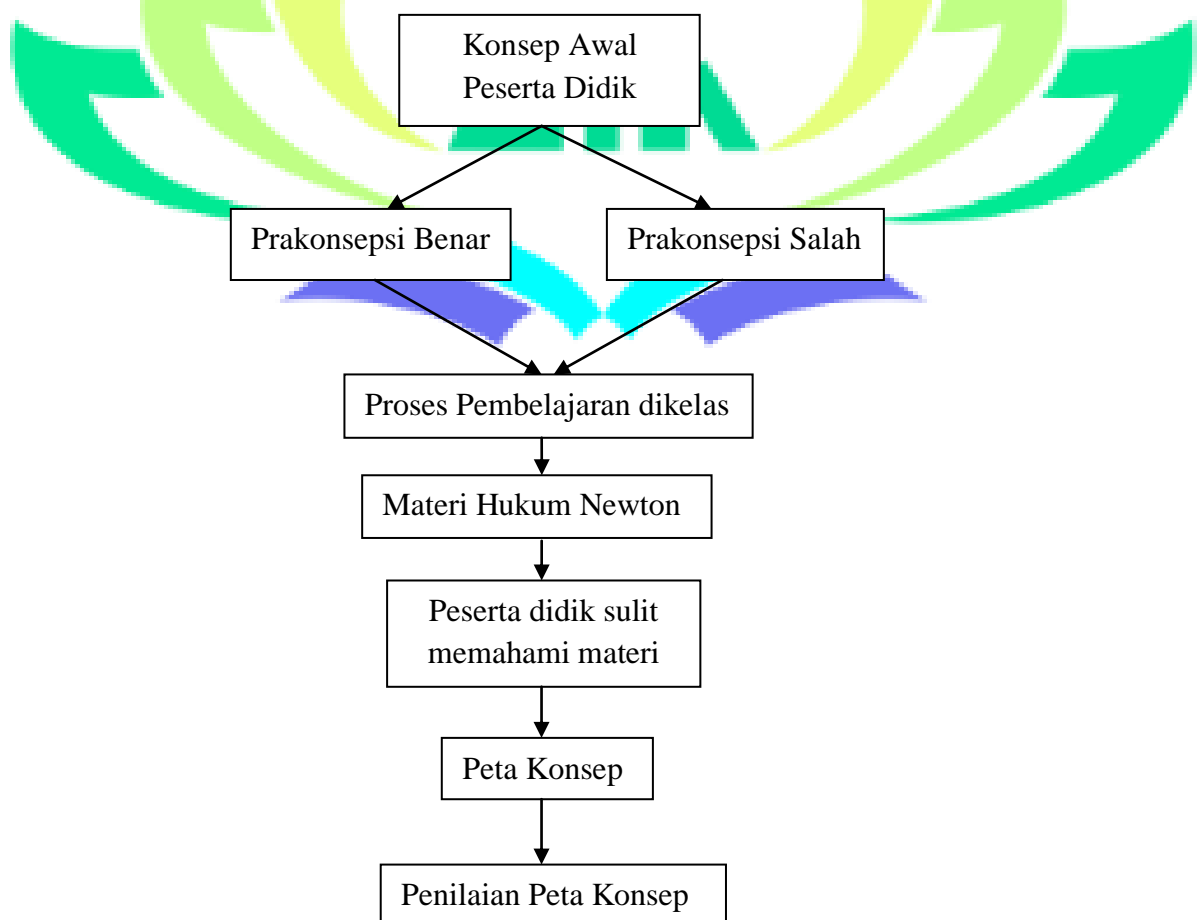 Konsep Awal
Peserta Didik
Prakonsepsi Benar
Prakonsepsi Salah
Proses Pembelajaran dikelas
Materi Hukum Newton
Peserta didik sulit
memahami materi
Peta Konsep
Penilaian Peta Konsep